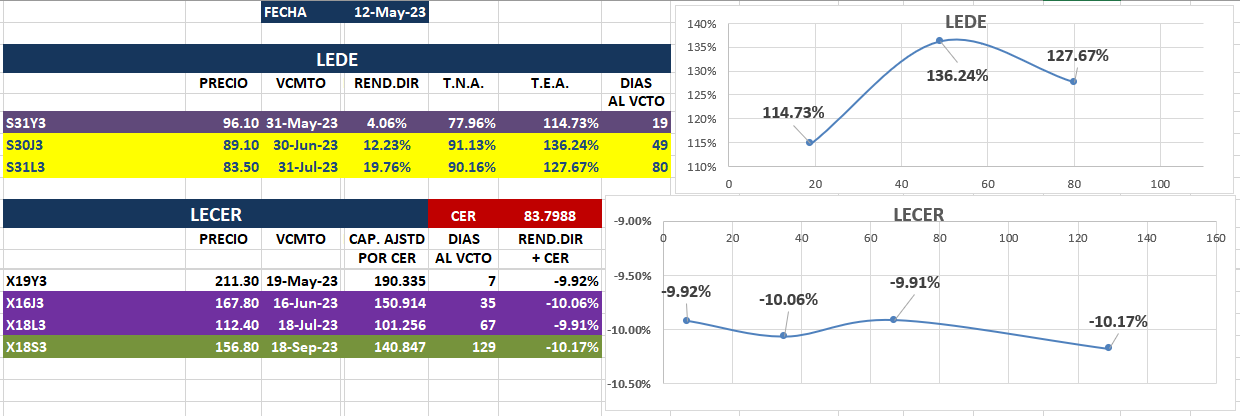 FECHA 12-May-23
LEDE
PRECIO VCMTO REND.DIR T.N.A. T.E.A. DIAS
AL VCTO
S31Y3 96.10 31-May-23 4.06% 77.96% 114.73% 19
S30J3 89.10 30-Jun-23 12.23% 91.13% 136.24% 49
S31L3 83.50 31-Jul-23 19.76% 90.16% 127.67% 80
LECER CER 83.7988
PRECIO VCMTO CAP. AJSTD DIAS REND.DIR
POR CER AL VCTO + CER
X19Y3 211.30 19-May-23 190.335 7 -9.92%
X16J3 167.80 16-Jun-23 150.914 35 -10.06%
X18L3 112.40 18-Jul-23 101.256 67 -9.91%
X18S3 156.80 18-Sep-23 140.847 129 -10.17%
LEDE
140%
135%
130%
125%
120%
115%
110%
114.73%
136.24%
127.67%
0 20 40 60 80 100
LECER
-9.00%
0 20 40 60 80 100 120 140 160
-9.50%
-10.00%
-10.50%
-9.92%
-10.06%
-9.91%
-10.17%